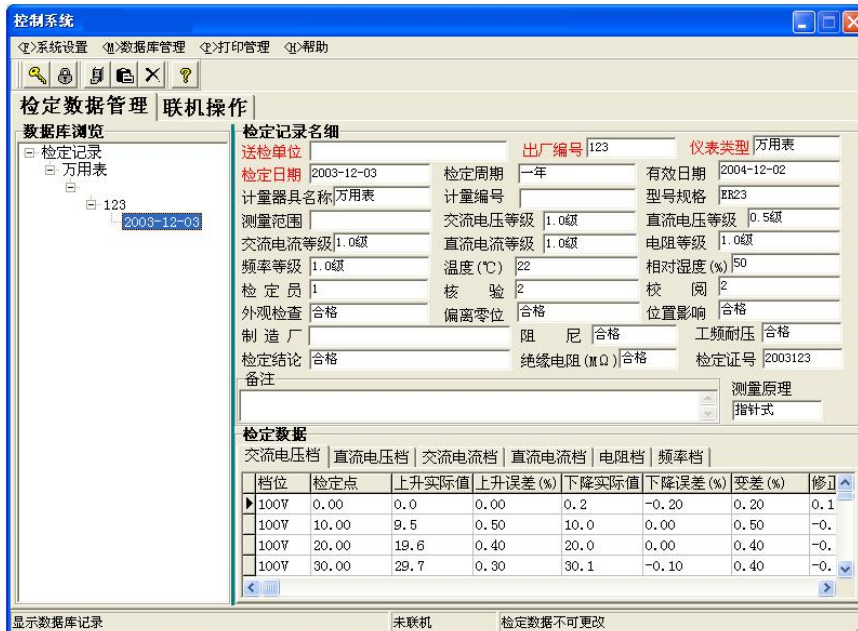 控制系统
<Y>系统设置 <M>数据库管理 <P>打印管理 <H>帮助
检定数据管理 联机操作
数据库浏览
检定记录
万用表
123
2003-12-03
检定记录名细
送检单位 出厂编号 123 仪表类型 万用表
检定日期 2003-12-03 检定周期 一年 有效日期 2004-12-02
计量器具名称 万用表 计量编号 型号规格 ER23
测量范围 交流电压等级 1.0级 直流电压等级 0.5级
交流电流等级 1.0级 直流电流等级 1.0级 电阻等级 1.0级
频率等级 1.0级 温度(℃) 22 相对湿度(%) 50
检定员 1 核验 2 校阅 2
外观检查 合格 偏离零位 合格 位置影响 合格
制造厂 阻尼 合格 工频耐压 合格
检定结论 合格 绝缘电阻(MΩ) 合格 检定证号 2003123
备注
测量原理
指针式
检定数据
交流电压档 直流电压档 交流电流档 直流电流档 电阻档 频率档
档位 检定点 上升实际值 上升误差(%) 下降实际值 下降误差(%) 变差(%) 修正
100V 0.00 0.0 0.00 0.2 -0.20 0.20 0.1
100V 10.00 9.5 0.50 10.0 0.00 0.50 -0.
100V 20.00 19.6 0.40 20.0 0.00 0.40 -0.
100V 30.00 29.7 0.30 30.1 -0.10 0.40 -0.
显示数据库记录 未联机 检定数据不可更改